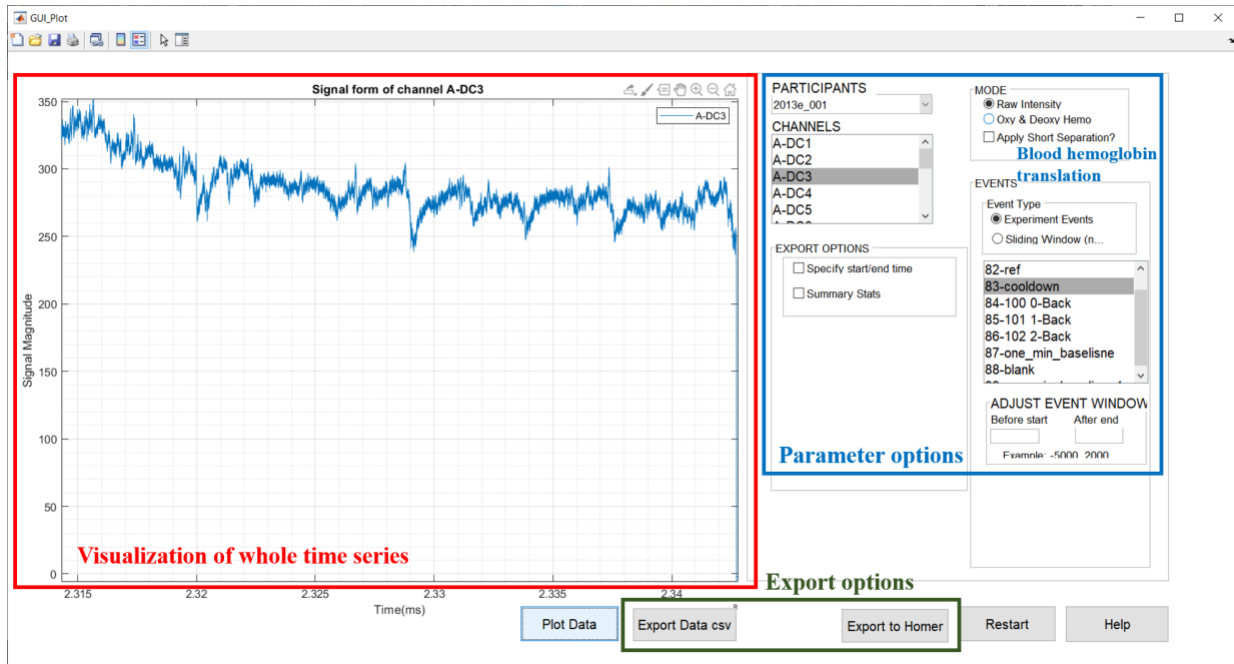 GUI_Plot
Signal form of channel A-DC3
A-DC3
350
300
250
200
150
100
50
0
Signal Magnitude
2.315
2.32
2.325
2.33
2.335
2.34
Time(ms)
Visualization of whole time series
PARTICIPANTS
2013e_001
CHANNELS
A-DC1
A-DC2
A-DC3
A-DC4
A-DC5
EXPORT OPTIONS
Specify start/end time
Summary Stats
MODE
Raw Intensity
Oxy & Deoxy Hemo
Apply Short Separation?
Blood hemoglobin
translation
EVENTS
Event Type
Experiment Events
Sliding Window (n...
82-ref
83-cooldown
84-100 0-Back
85-101 1-Back
86-102 2-Back
87-one_min_baselisne
88-blank
ADJUST EVENT WINDOW
Before start After end
Example: -5000, 2000
Parameter options
Export options
Plot Data
Export Data csv
Export to Homer
Restart
Help